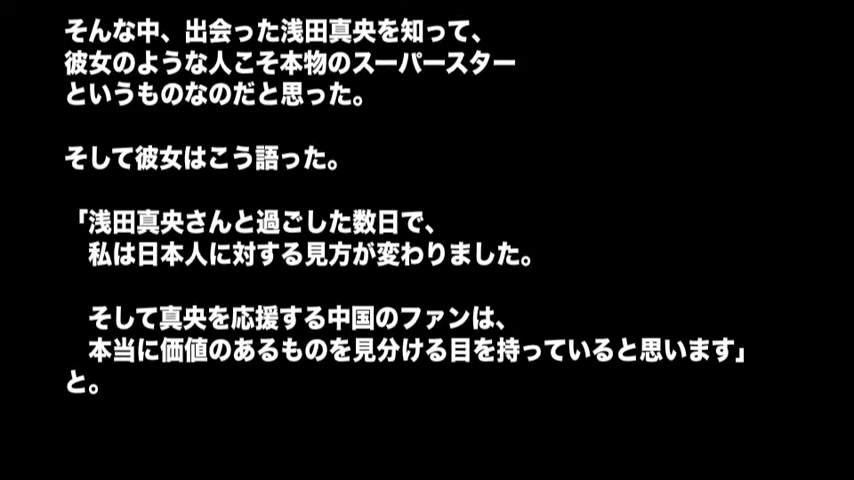 そんな中、出会った浅田真央を知って、
彼女のような人こそ本物のスーパースター
というものなのだと思った。
そして彼女はこう語った。
「浅田真央さんと過ごした数日で、
私は日本人に対する見方が変わりました。
そして真央を応援する中国のファンは、
本当に価値のあるものを見分ける目を持っていると思います」
と。